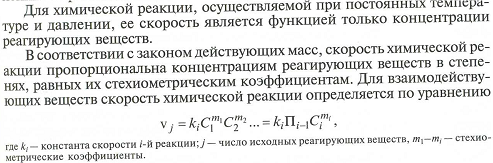 Для химической реакции, осуществляемой при постоянных темпера-
туре и давлении, ее скорость является функцией только концентрации
реагирующих веществ.
В соответствии с законом действующих масс, скорость химической ре-
акции пропорциональна концентрациям реагирующих веществ в степе-
нях, равных их стехиометрическим коэффициентам. Для взаимодейству-
ющих веществ скорость химической реакции определяется по уравнению
v_j = k_i C_1^{m_1} C_2^{m_2} ... = k_i Π_{i-1} C_i^{m_i},
где k_i — константа скорости i-й реакции; j — число исходных реагирующих веществ, m_1–m_i — стехио-
метрические коэффициенты.